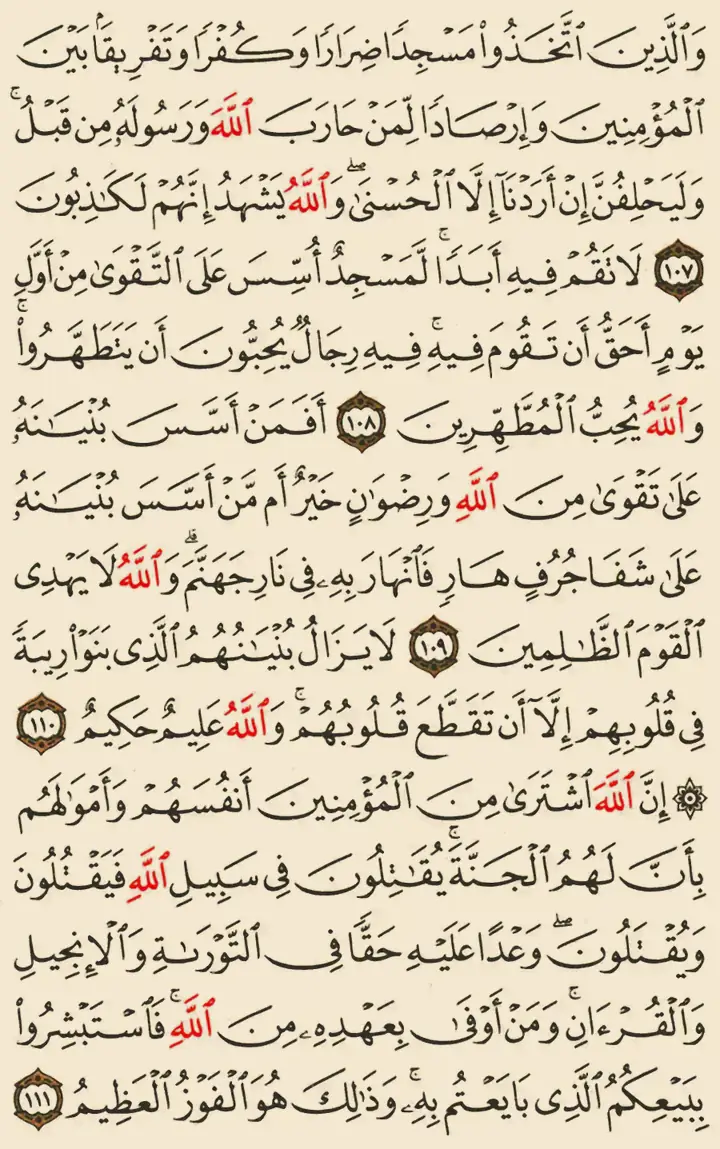 وَٱلَّذِينَ ٱتَّخَذُوا۟ مَسْجِدًا ضِرَارًا وَكُفْرًا وَتَفْرِيقًۢا بَيْنَ
ٱلْمُؤْمِنِينَ وَإِرْصَادًا لِّمَنْ حَارَبَ ٱللَّهَ وَرَسُولَهُۥ مِن قَبْلُ ۚ
وَلَيَحْلِفُنَّ إِنْ أَرَدْنَآ إِلَّا ٱلْحُسْنَىٰ ۖ وَٱللَّهُ يَشْهَدُ إِنَّهُمْ لَكَـٰذِبُونَ
١٠٧ لَا تَقُمْ فِيهِ أَبَدًا ۚ لَّمَسْجِدٌ أُسِّسَ عَلَى ٱلتَّقْوَىٰ مِنْ أَوَّلِ
يَوْمٍ أَحَقُّ أَن تَقُومَ فِيهِ ۚ فِيهِ رِجَالٌ يُحِبُّونَ أَن يَتَطَهَّرُوا۟ ۚ
وَٱللَّهُ يُحِبُّ ٱلْمُطَّهِّرِينَ ١٠٨ أَفَمَنْ أَسَّسَ بُنْيَـٰنَهُۥ
عَلَىٰ تَقْوَىٰ مِنَ ٱللَّهِ وَرِضْوَٰنٍ خَيْرٌ أَم مَّنْ أَسَّسَ بُنْيَـٰنَهُۥ
عَلَىٰ شَفَا جُرُفٍ هَارٍ فَٱنْهَارَ بِهِۦ فِى نَارِ جَهَنَّمَ ۗ وَٱللَّهُ لَا يَهْدِى
ٱلْقَوْمَ ٱلظَّـٰلِمِينَ ١٠٩ لَا يَزَالُ بُنْيَـٰنُهُمُ ٱلَّذِى بَنَوْا۟ رِيبَةً
فِى قُلُوبِهِمْ إِلَّآ أَن تَقَطَّعَ قُلُوبُهُمْ ۗ وَٱللَّهُ عَلِيمٌ حَكِيمٌ ١١٠
۞ إِنَّ ٱللَّهَ ٱشْتَرَىٰ مِنَ ٱلْمُؤْمِنِينَ أَنفُسَهُمْ وَأَمْوَٰلَهُم
بِأَنَّ لَهُمُ ٱلْجَنَّةَ ۚ يُقَـٰتِلُونَ فِى سَبِيلِ ٱللَّهِ فَيَقْتُلُونَ
وَيُقْتَلُونَ ۖ وَعْدًا عَلَيْهِ حَقًّا فِى ٱلتَّوْرَىٰةِ وَٱلْإِنجِيلِ
وَٱلْقُرْءَانِ ۚ وَمَنْ أَوْفَىٰ بِعَهْدِهِۦ مِنَ ٱللَّهِ ۚ فَٱسْتَبْشِرُوا۟
بِبَيْعِكُمُ ٱلَّذِى بَايَعْتُم بِهِۦ ۚ وَذَٰلِكَ هُوَ ٱلْفَوْزُ ٱلْعَظِيمُ ١١١